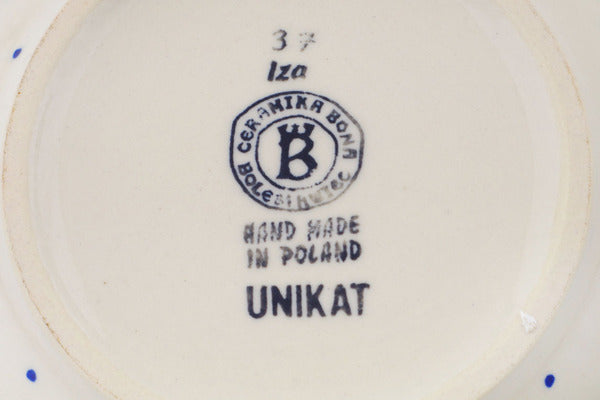 37
Iza
CERAMIKA BONA
B
BOLESŁAWIEC
HAND MADE
IN POLAND
UNIKAT